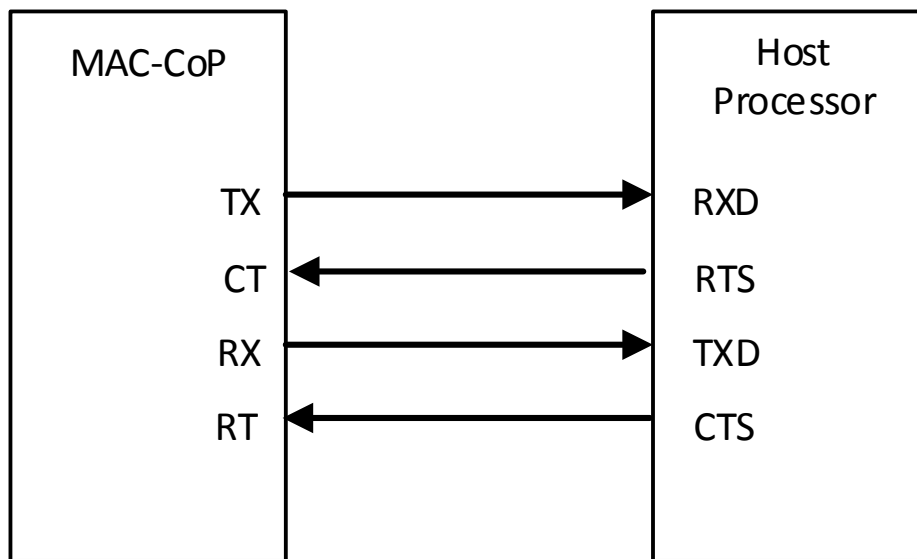 MAC-CoP
Host
Processor
TX
RXD
CT
RTS
RX
TXD
RT
CTS